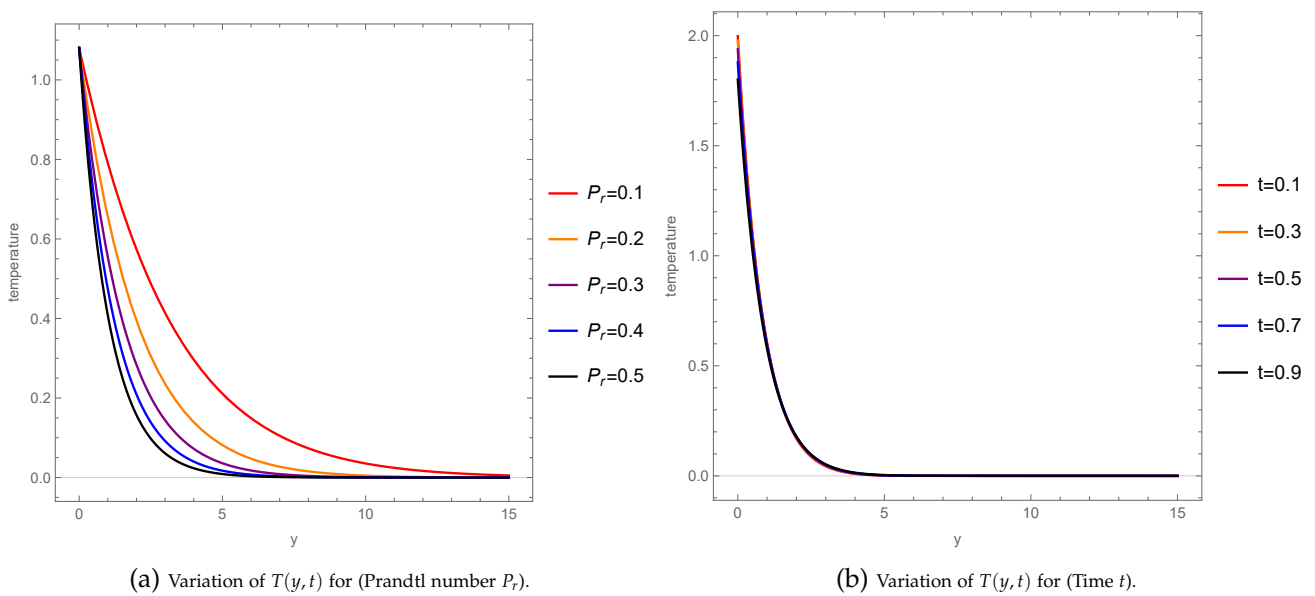 1.0
0.8
0.6
0.4
0.2
0.0
temperature
0
5
10
15
y
P_r=0.1
P_r=0.2
P_r=0.3
P_r=0.4
P_r=0.5
(a) Variation of T(y, t) for (Prandtl number P_r).
2.0
1.5
1.0
0.5
0.0
temperature
0
5
10
15
y
t=0.1
t=0.3
t=0.5
t=0.7
t=0.9
(b) Variation of T(y, t) for (Time t).